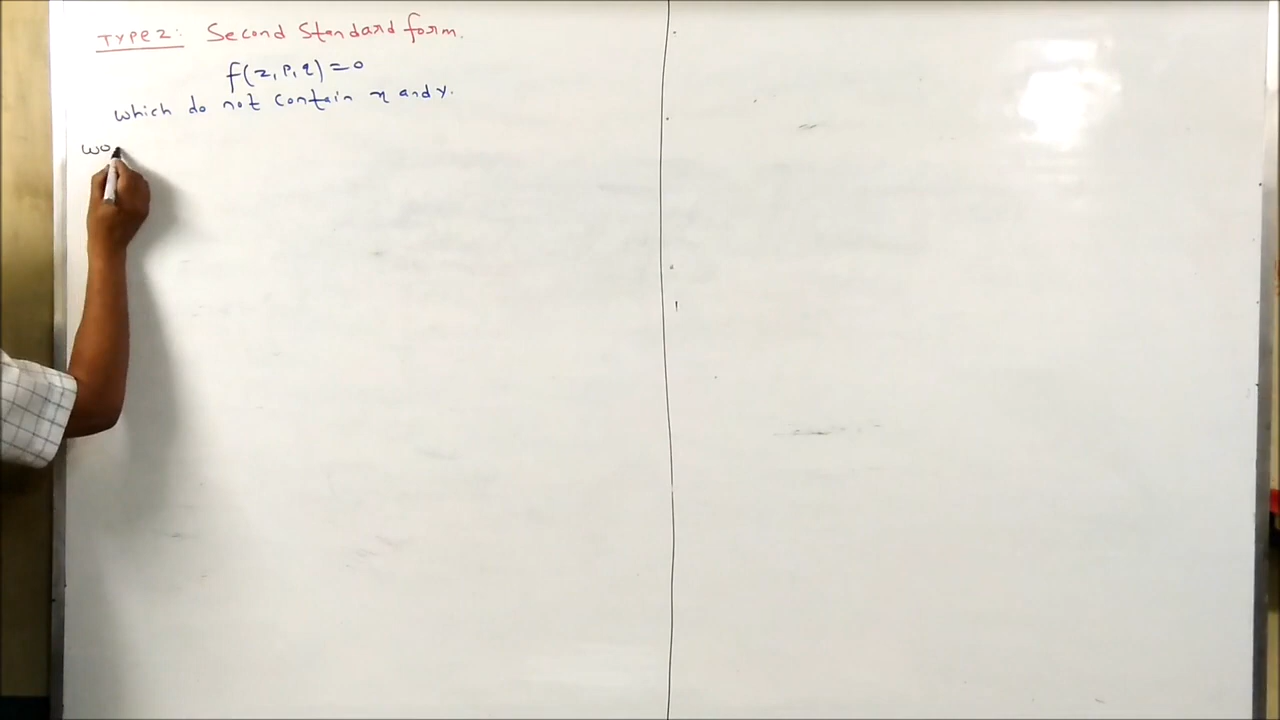 TYPE 2: Second Standard form.
f(z, p, q) = 0
which do not contain x and y.
wo